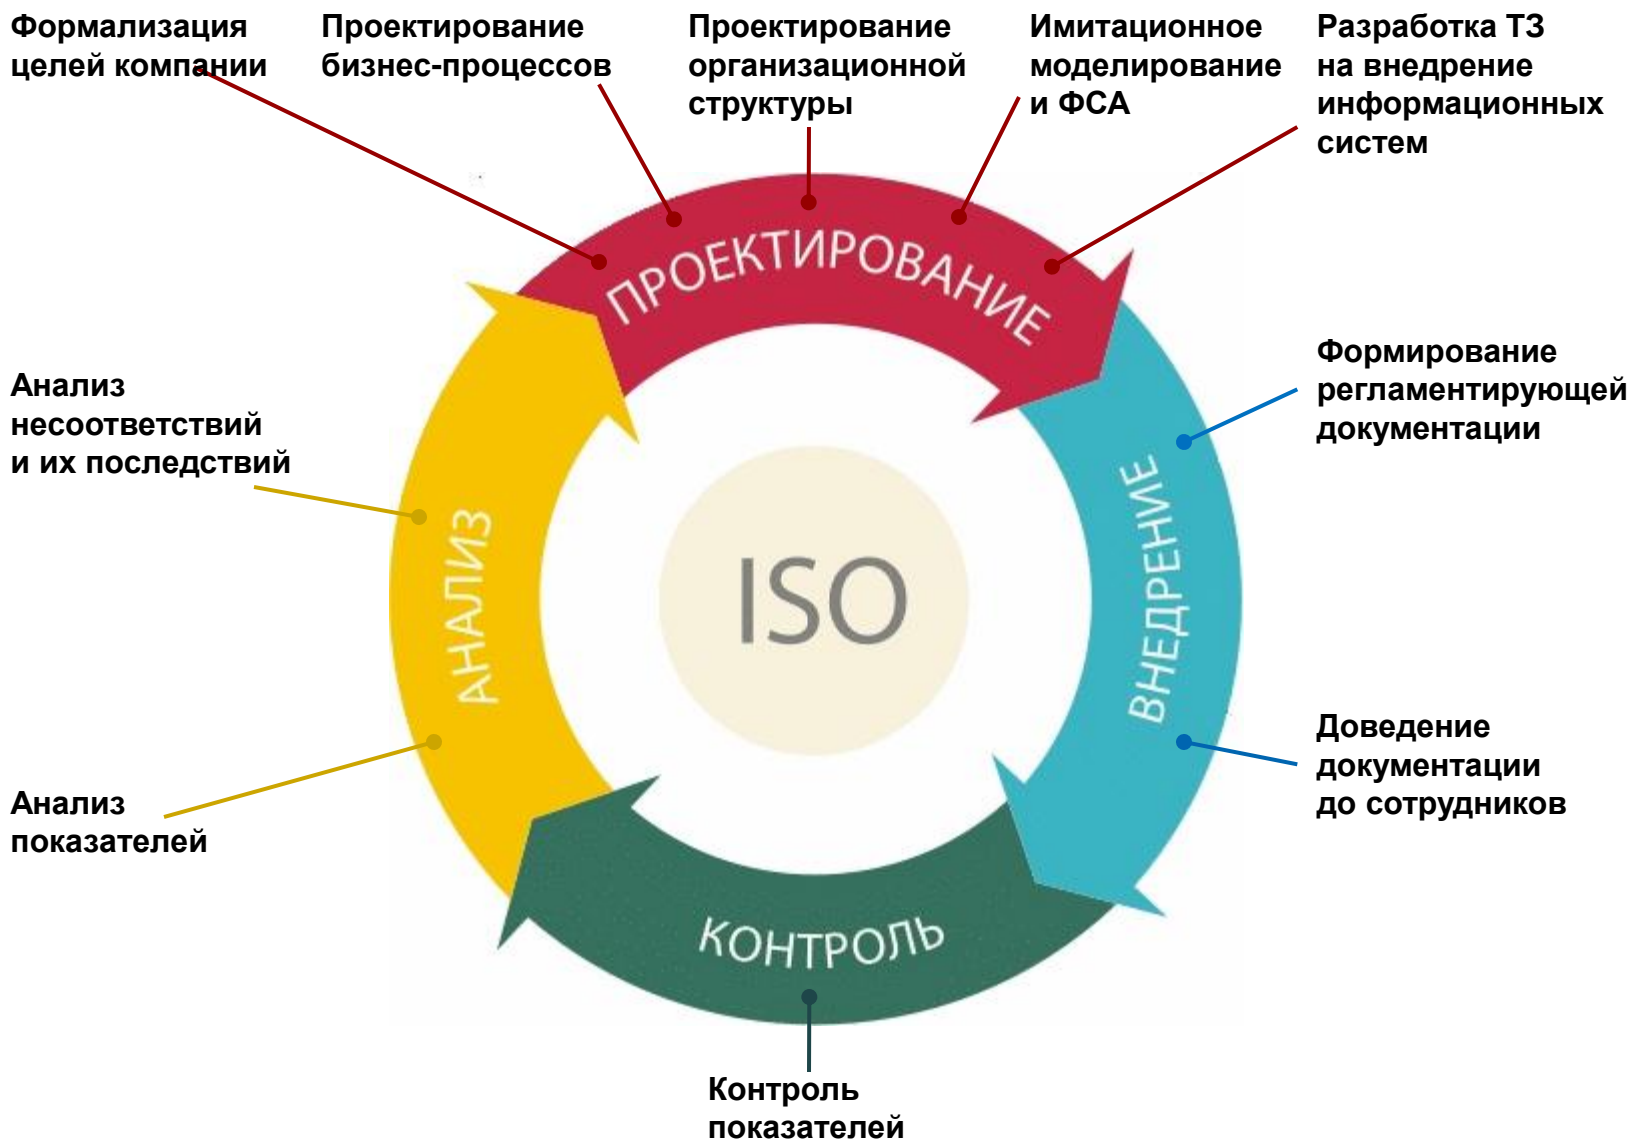 Формализация
целей компании
Проектирование
бизнес-процессов
Проектирование
организационной
структуры
Имитационное
моделирование
и ФСА
Разработка ТЗ
на внедрение
информационных
систем
ПРОЕКТИРОВАНИЕ
Формирование
регламентирующей
документации
Анализ
несоответствий
и их последствий
АНАЛИЗ
ISO
ВНЕДРЕНИЕ
Доведение
документации
до сотрудников
Анализ
показателей
КОНТРОЛЬ
Контроль
показателей